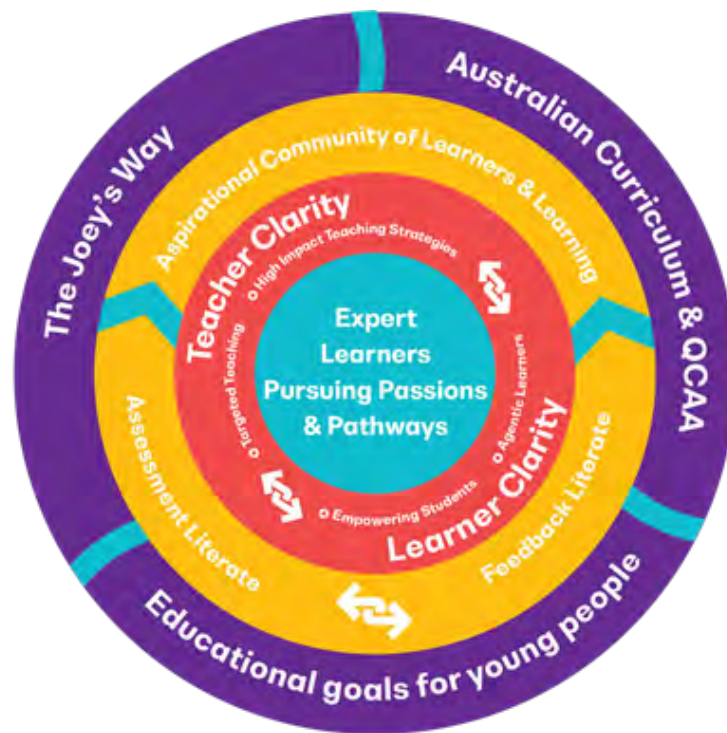 The Joey's Way
Australian Curriculum & QCAA
Educational goals for young people
Aspirational Community of Learners & Learning
Assessment Literate
Feedback Literate
Teacher Clarity
o High Impact Teaching Strategies
o Targeted Teaching
Learner Clarity
o Agentic Learners
o Empowering Students
Expert
Learners
Pursuing Passions
& Pathways